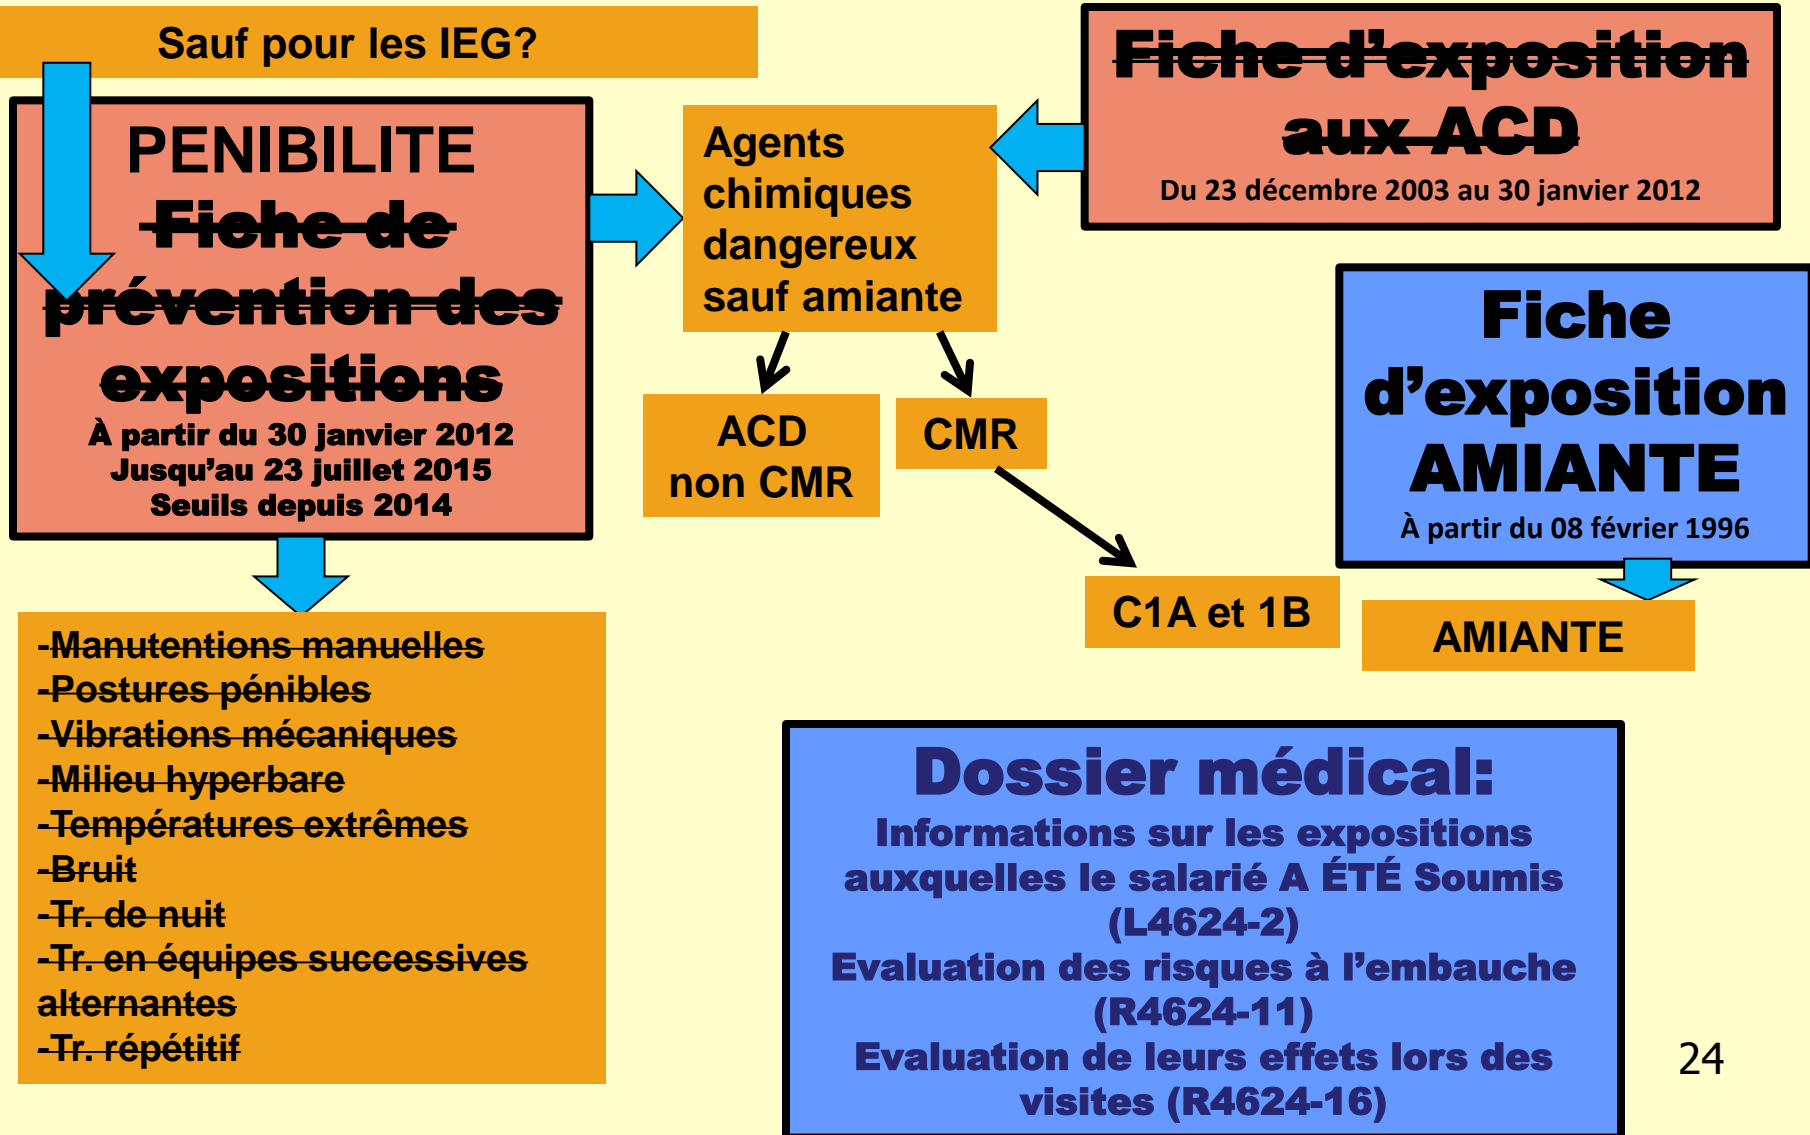 Sauf pour les IEG?
PENIBILITE
Fiche de
prévention des
expositions
À partir du 30 janvier 2012
Jusqu’au 23 juillet 2015
Seuils depuis 2014
-Manutentions manuelles
-Postures pénibles
-Vibrations mécaniques
-Milieu hyperbare
-Températures extrêmes
-Bruit
-Tr. de nuit
-Tr. en équipes successives
alternantes
-Tr. répétitif
Agents
chimiques
dangereux
sauf amiante
ACD
non CMR
CMR
C1A et 1B
Fiche d’exposition
aux ACD
Du 23 décembre 2003 au 30 janvier 2012
Fiche
d’exposition
AMIANTE
À partir du 08 février 1996
AMIANTE
Dossier médical:
Informations sur les expositions
auxquelles le salarié A ÉTÉ Soumis
(L4624-2)
Evaluation des risques à l’embauche
(R4624-11)
Evaluation de leurs effets lors des
visites (R4624-16)
24